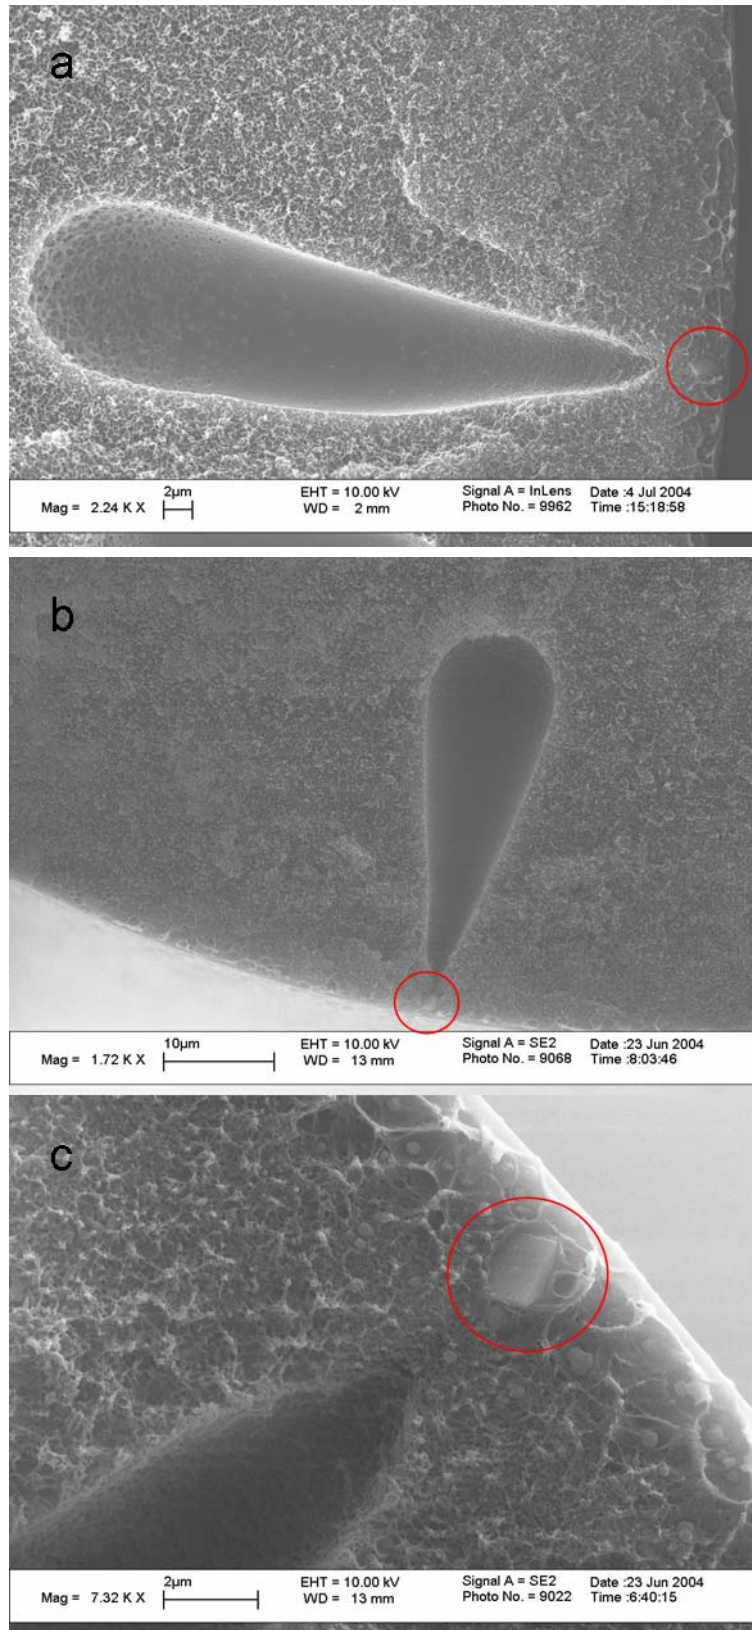 a
2µm
EHT = 10.00 kV
Signal A = InLens
Date :4 Jul 2004
Mag = 2.24 K X
WD = 2 mm
Photo No. = 9962
Time :15:18:58
b
10µm
EHT = 10.00 kV
Signal A = SE2
Date :23 Jun 2004
Mag = 1.72 K X
WD = 13 mm
Photo No. = 9068
Time :8:03:46
c
2µm
EHT = 10.00 kV
Signal A = SE2
Date :23 Jun 2004
Mag = 7.32 K X
WD = 13 mm
Photo No. = 9022
Time :6:40:15